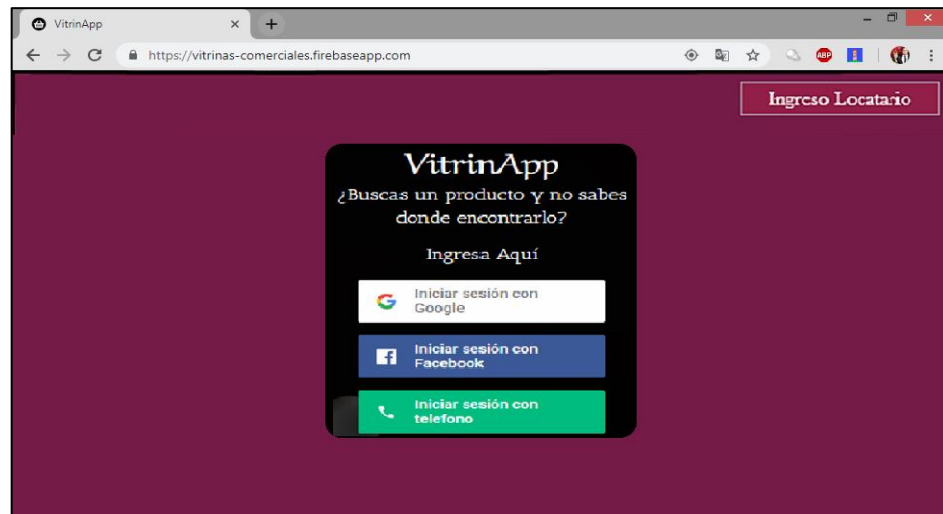 VitrinApp
https://vitrinas-comerciales.firebaseapp.com
ABP
Ingreso Locatario
VitrinApp
¿Buscas un producto y no sabes
donde encontrarlo?
Ingresa Aquí
Iniciar sesión con
Google
Iniciar sesión con
Facebook
Iniciar sesión con
telefono